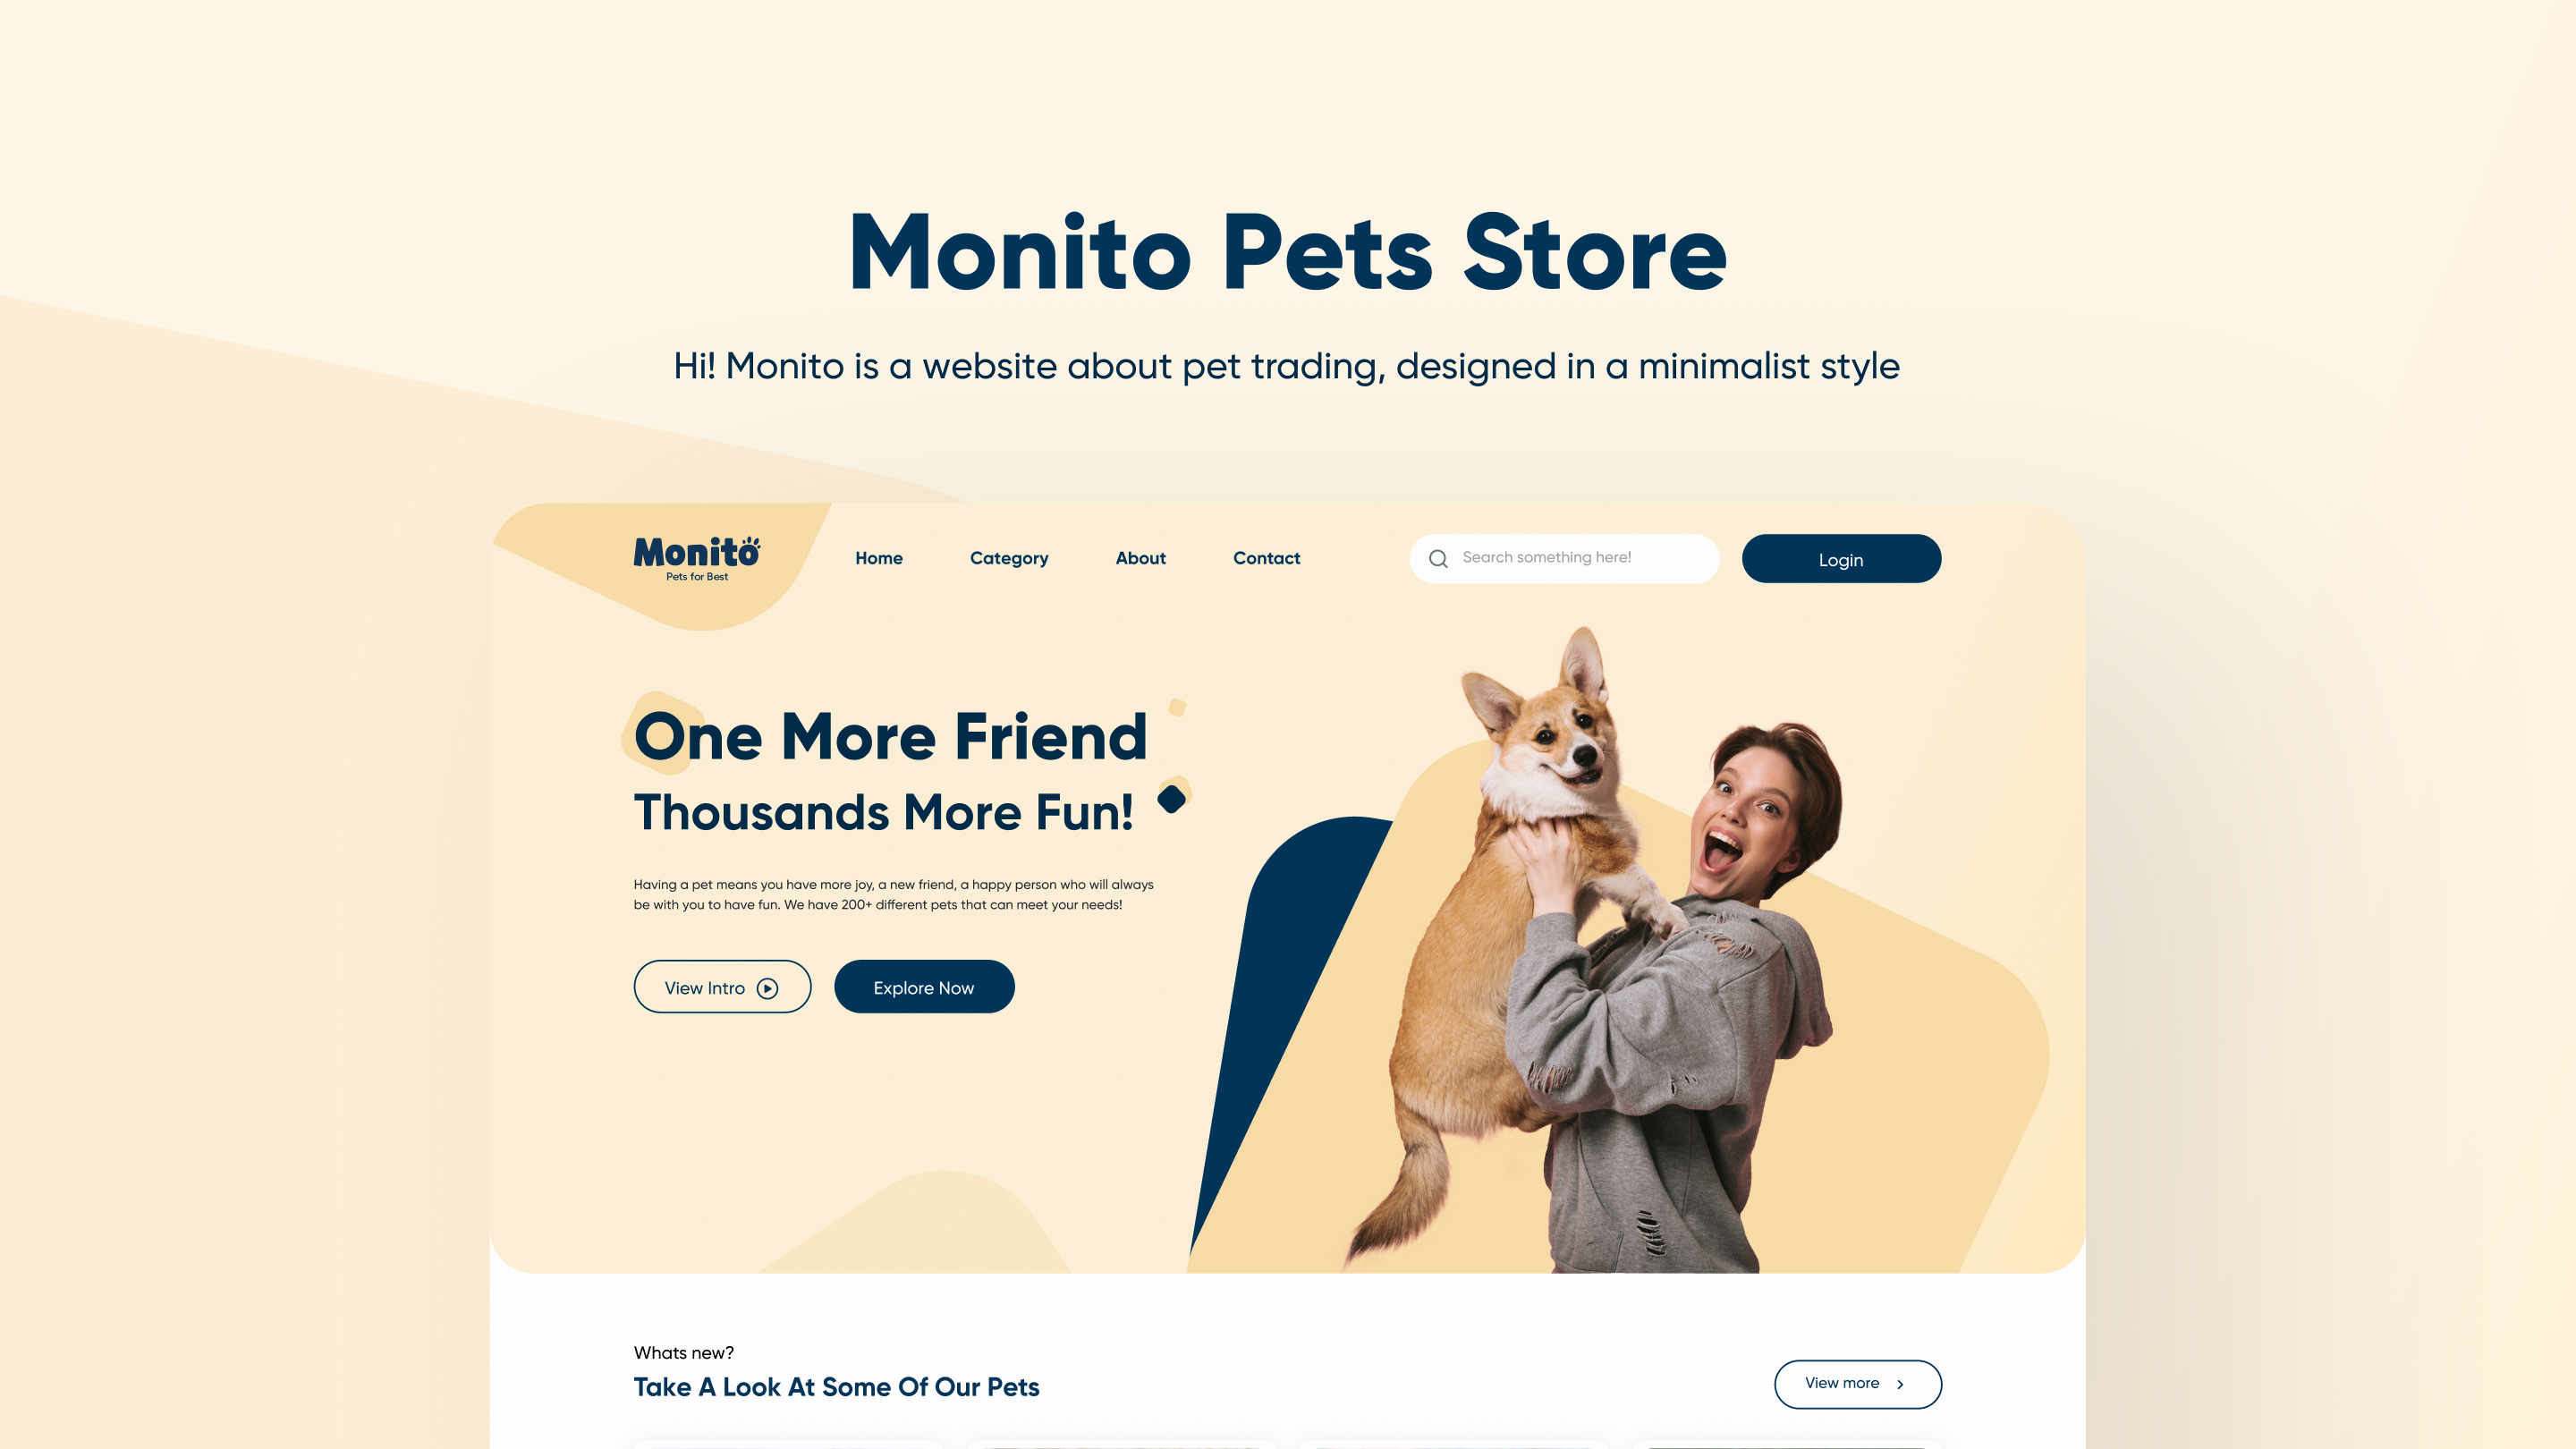 Monito Pets Store
Hi! Monito is a website about pet trading, designed in a minimalist style
Monito
Pets for Best
Home
Category
About
Contact
Search something here!
Login
One More Friend
Thousands More Fun!
Having a pet means you have more joy, a new friend, a happy person who will always
be with you to have fun. We have 200+ different pets that can meet your needs!
View Intro
Explore Now
Whats new?
Take A Look At Some Of Our Pets
View more